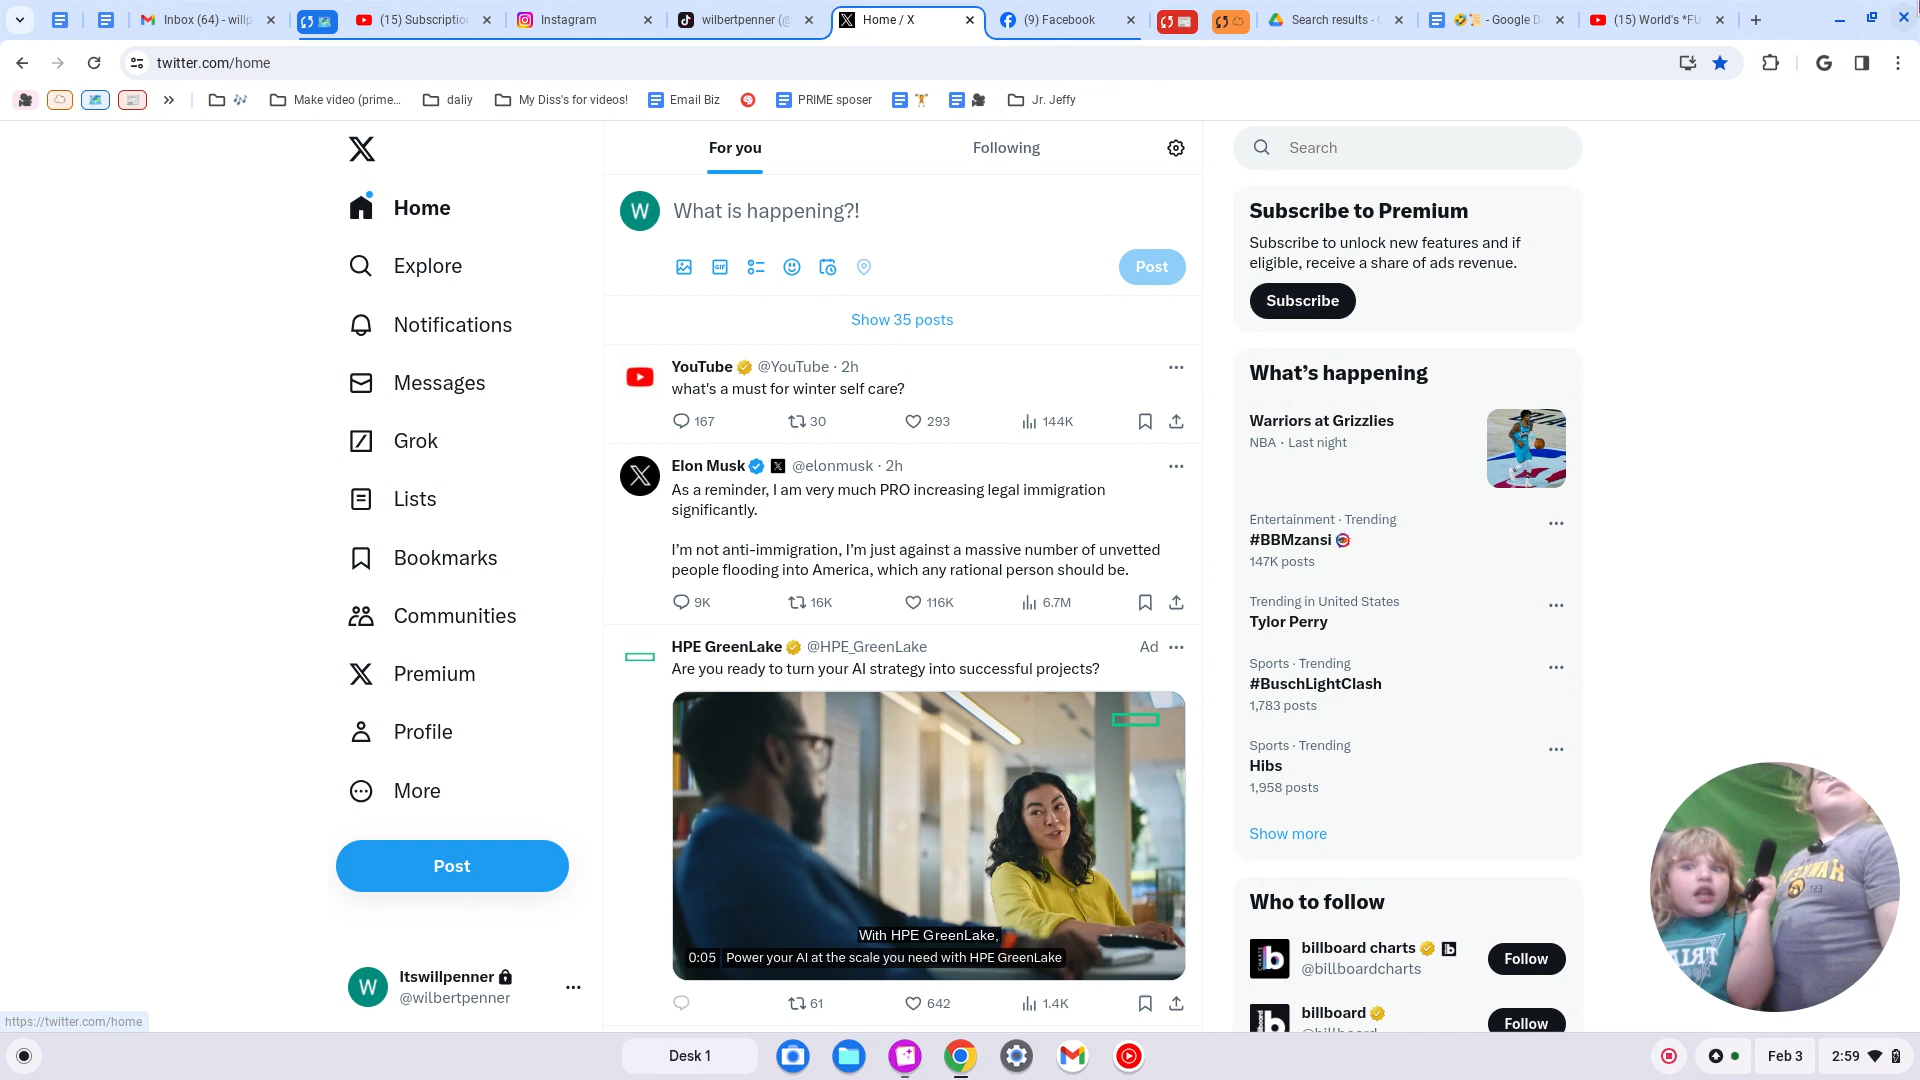 Inbox (64) - willp
(15) Subscription
Instagram
wilbertpenner (@
Home / X
(9) Facebook
Search results -
- Google D
(15) World's *FU
twitter.com/home
Make video (prime...
daliy
My Diss's for videos!
Email Biz
PRIME sposer
Jr. Jeffy
For you
Following
Search
Home
Explore
Notifications
Messages
Grok
Lists
Bookmarks
Communities
Premium
Profile
More
Post
Itswillpenner
@wilbertpenner
W
https://twitter.com/home
W
What is happening?!
GIF
Post
Show 35 posts
YouTube @YouTube · 2h
what's a must for winter self care?
167 30 293 144K
Elon Musk @elonmusk · 2h
As a reminder, I am very much PRO increasing legal immigration
significantly.
I'm not anti-immigration, I'm just against a massive number of unvetted
people flooding into America, which any rational person should be.
9K 16K 116K 6.7M
HPE GreenLake @HPE_GreenLake Ad
Are you ready to turn your AI strategy into successful projects?
With HPE GreenLake,
0:05 Power your AI at the scale you need with HPE GreenLake
61 642 1.4K
Subscribe to Premium
Subscribe to unlock new features and if
eligible, receive a share of ads revenue.
Subscribe
What's happening
Warriors at Grizzlies
NBA · Last night
Entertainment · Trending
#BBMzansi
147K posts
Trending in United States
Tylor Perry
Sports · Trending
#BuschLightClash
1,783 posts
Sports · Trending
Hibs
1,958 posts
Show more
Who to follow
billboard charts
@billboardcharts
Follow
billboard
@billboard
Follow
Desk 1
Feb 3
2:59